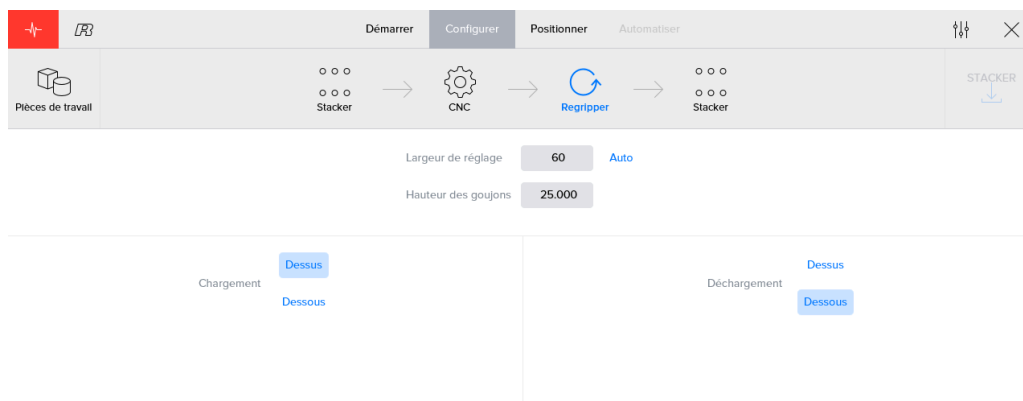 Démarrer
Configurer
Positionner
Automatiser
Pièces de travail
Stacker
CNC
Regripper
Stacker
STACKER
Largeur de réglage 60 Auto
Hauteur des goujons 25.000
Chargement
Dessus
Dessous
Déchargement
Dessus
Dessous